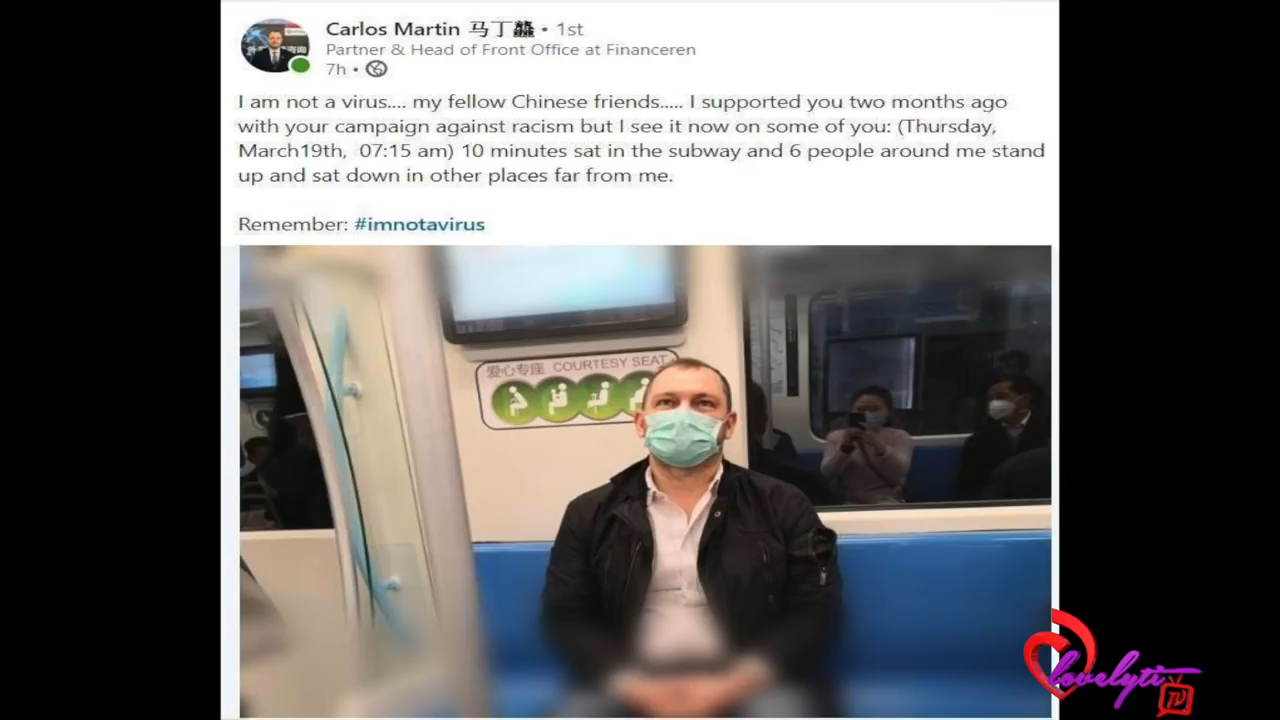 Carlos Martin 马丁龘 • 1st
Partner & Head of Front Office at Financeren
7h •
I am not a virus.... my fellow Chinese friends..... I supported you two months ago
with your campaign against racism but I see it now on some of you: (Thursday,
March19th, 07:15 am) 10 minutes sat in the subway and 6 people around me stand
up and sat down in other places far from me.
Remember: #imnotavirus
爱心专座 COURTESY SEAT
lovelyti
TV